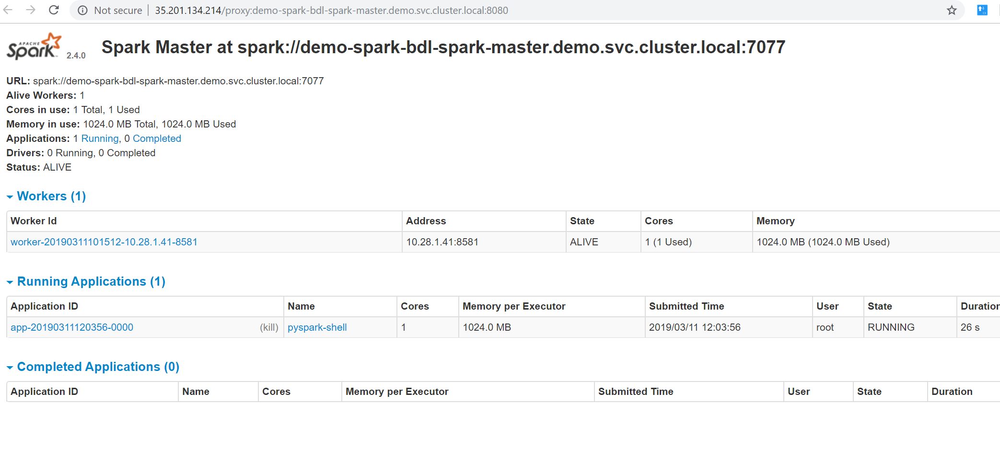 Not secure | 35.201.134.214/proxy:demo-spark-bdl-spark-master.demo.svc.cluster.local:8080
EX
APACHE Spark 2.4.0 Spark Master at spark://demo-spark-bdl-spark-master.demo.svc.cluster.local:7077
URL: spark://demo-spark-bdl-spark-master.demo.svc.cluster.local:7077
Alive Workers: 1
Cores in use: 1 Total, 1 Used
Memory in use: 1024.0 MB Total, 1024.0 MB Used
Applications: 1 Running, 0 Completed
Drivers: 0 Running, 0 Completed
Status: ALIVE
Workers (1)
Worker Id Address State Cores Memory
worker-20190311101512-10.28.1.41-8581 10.28.1.41:8581 ALIVE 1 (1 Used) 1024.0 MB (1024.0 MB Used)
Running Applications (1)
Application ID Name Cores Memory per Executor Submitted Time User State Duration
app-20190311120356-0000 (kill) pyspark-shell 1 1024.0 MB 2019/03/11 12:03:56 root RUNNING 26 s
Completed Applications (0)
Application ID Name Cores Memory per Executor Submitted Time User State Duration